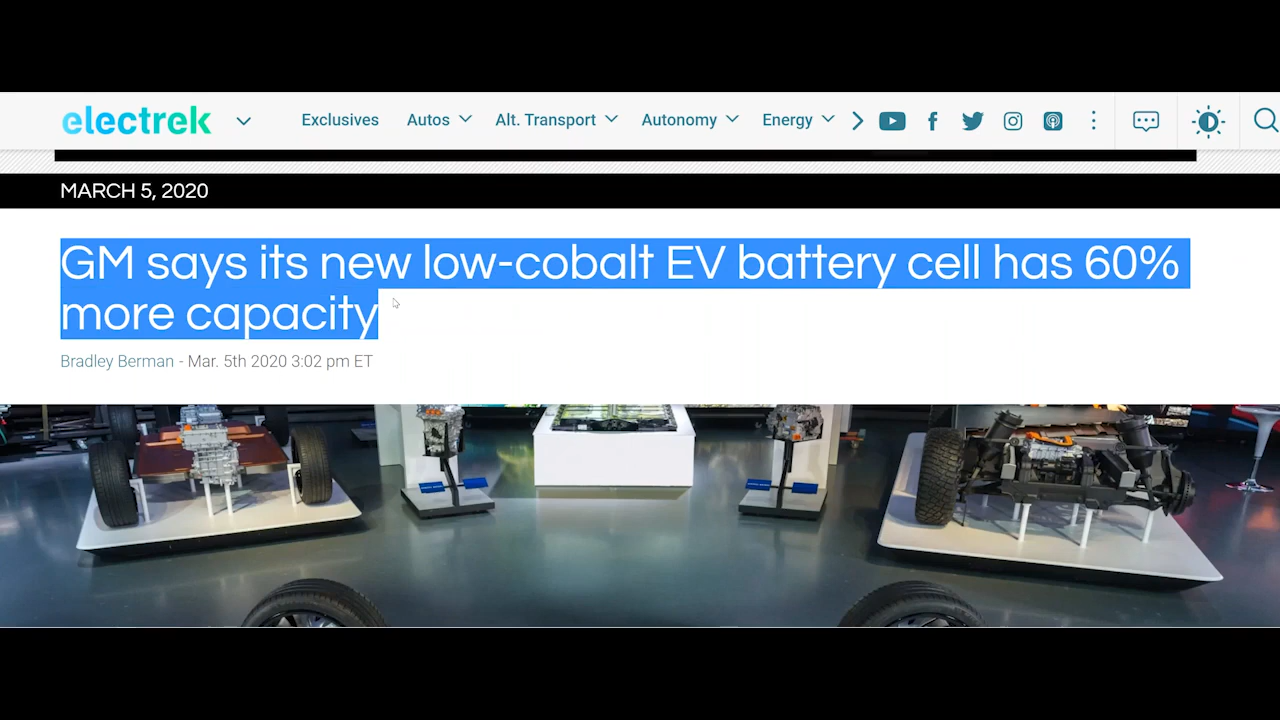 electrek Exclusives Autos Alt. Transport Autonomy Energy
MARCH 5, 2020
GM says its new low-cobalt EV battery cell has 60%
more capacity
Bradley Berman - Mar. 5th 2020 3:02 pm ET